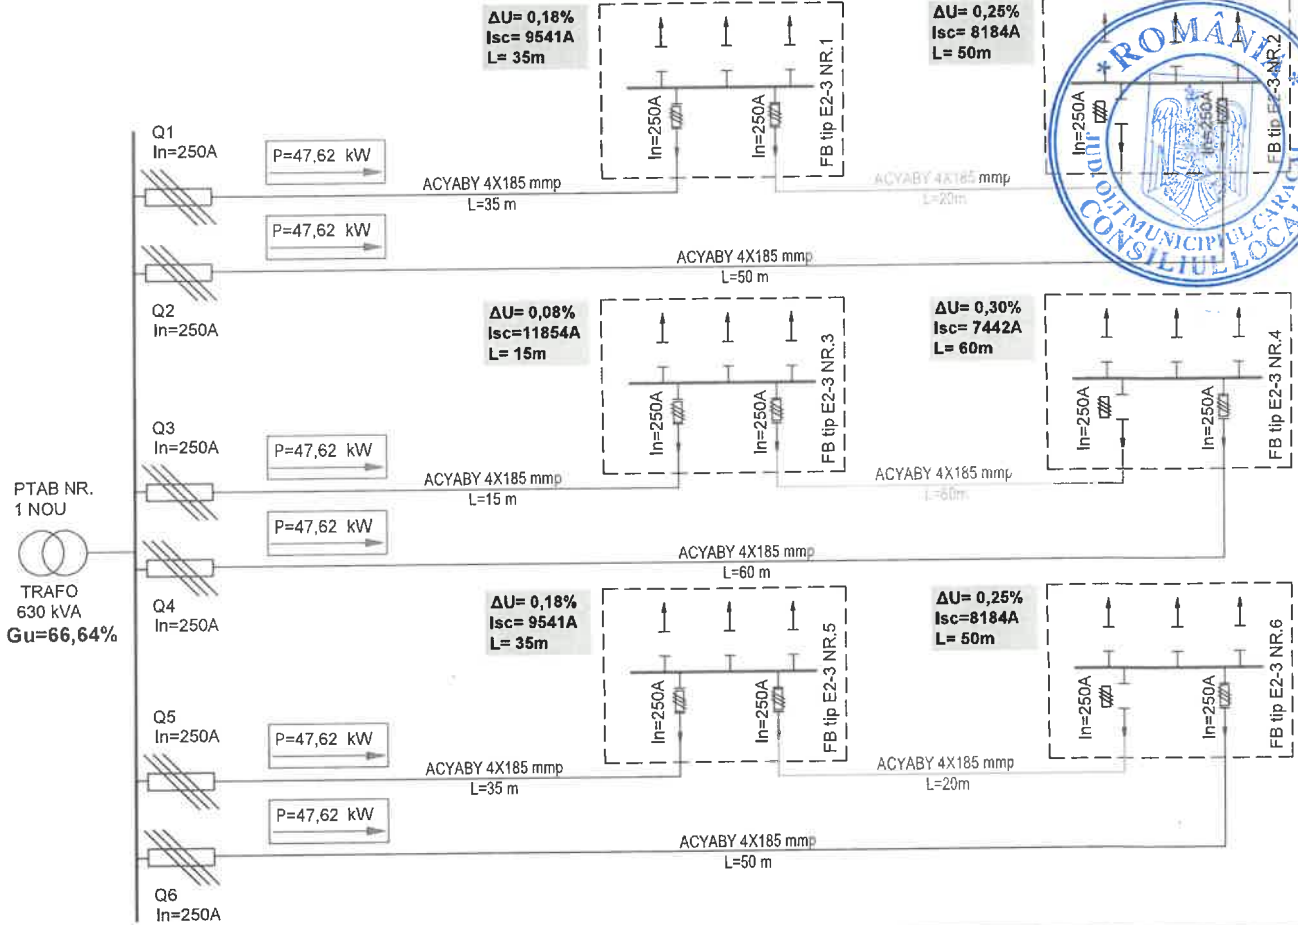 ΔU= 0,18%
Isc= 9541A
L= 35m
In=250A
In=250A
FB tip E2-3 NR.1
ΔU= 0,25%
Isc= 8184A
L= 50m
In=250A
In=250A
FB tip E2-3 NR.2
* ROMÂNIA *
JUD. OLT MUNICIPIUL CARACAL
CONSILIUL LOCAL
Q1
In=250A
P=47,62 kW
ACYABY 4X185 mmp
L=35 m
ACYABY 4X185 mmp
L=20m
P=47,62 kW
ACYABY 4X185 mmp
L=50 m
Q2
In=250A
ΔU= 0,08%
Isc=11854A
L= 15m
In=250A
In=250A
FB tip E2-3 NR.3
ΔU= 0,30%
Isc= 7442A
L= 60m
In=250A
In=250A
FB tip E2-3 NR.4
Q3
In=250A
P=47,62 kW
ACYABY 4X185 mmp
L=15 m
ACYABY 4X185 mmp
L=60m
PTAB NR.
1 NOU
TRAFO
630 kVA
Gu=66,64%
P=47,62 kW
ACYABY 4X185 mmp
L=60 m
Q4
In=250A
ΔU= 0,18%
Isc= 9541A
L= 35m
In=250A
In=250A
FB tip E2-3 NR.5
ΔU= 0,25%
Isc=8184A
L= 50m
In=250A
In=250A
FB tip E2-3 NR.6
Q5
In=250A
P=47,62 kW
ACYABY 4X185 mmp
L=35 m
ACYABY 4X185 mmp
L=20m
P=47,62 kW
ACYABY 4X185 mmp
L=50 m
Q6
In=250A